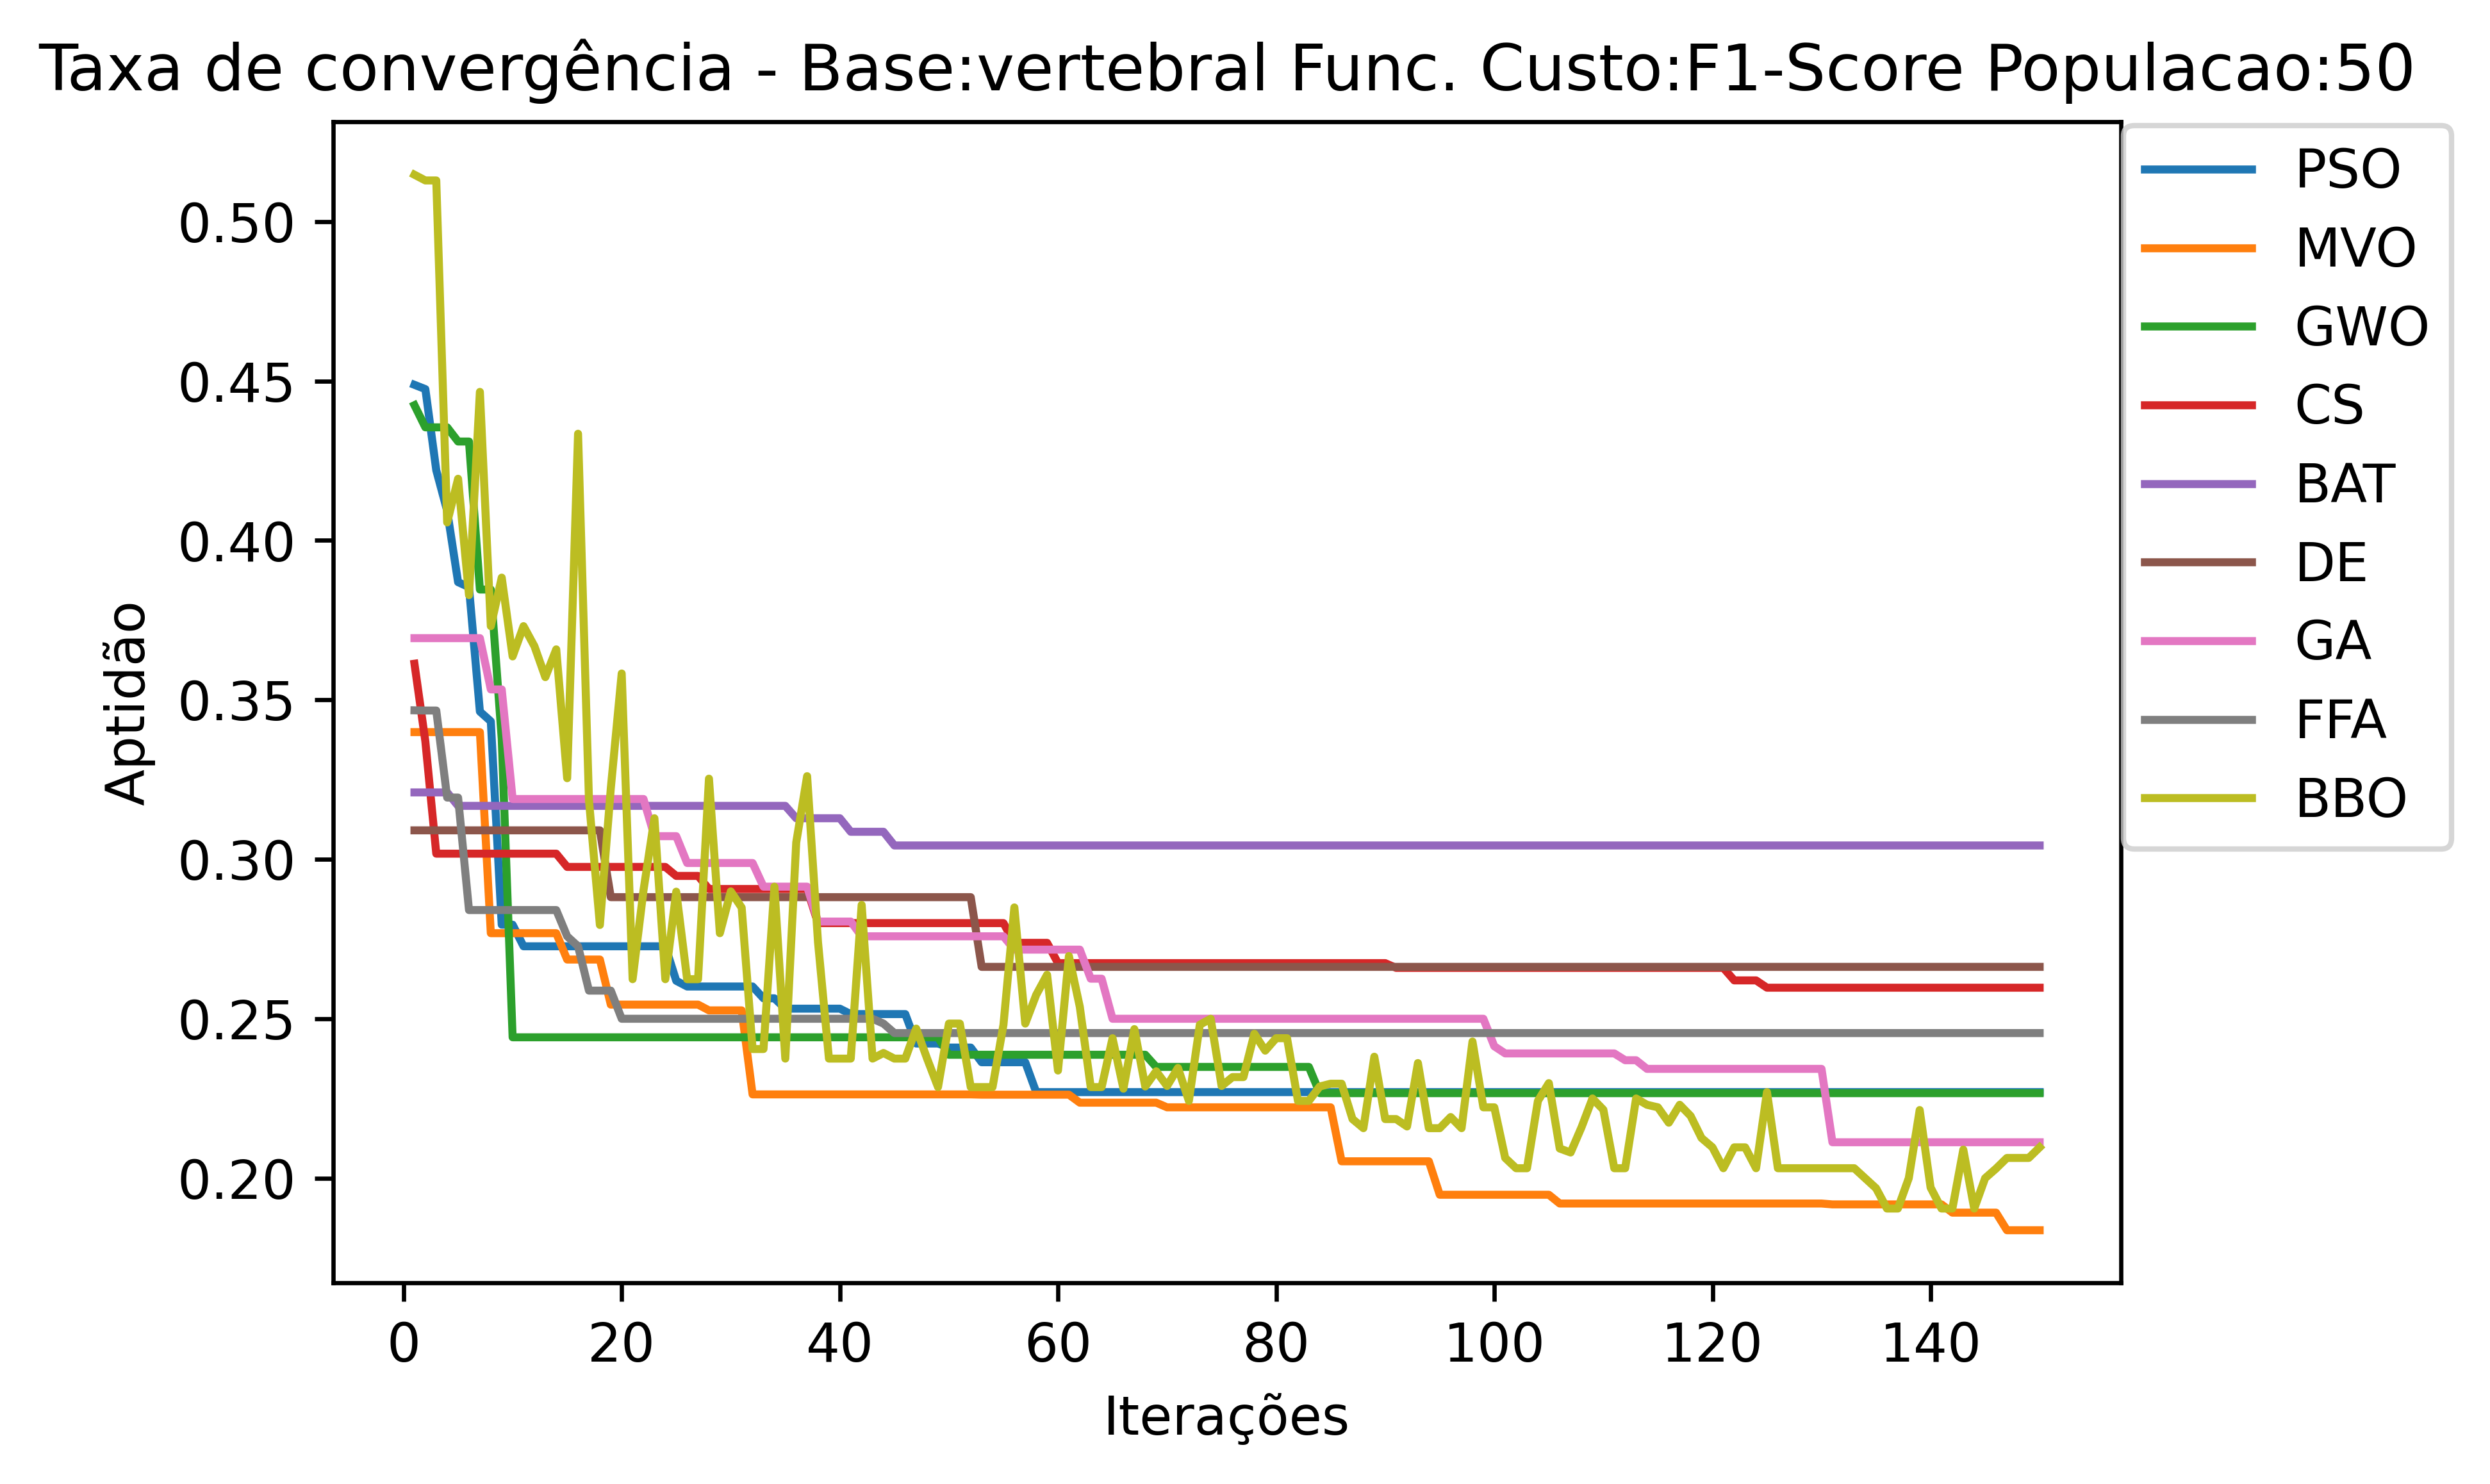 Taxa de convergência - Base:vertebral Func. Custo:F1-Score Populacao:50
PSO
MVO
GWO
CS
BAT
DE
GA
FFA
BBO
Aptidão
0.50
0.45
0.40
0.35
0.30
0.25
0.20
0 20 40 60 80 100 120 140
Iterações